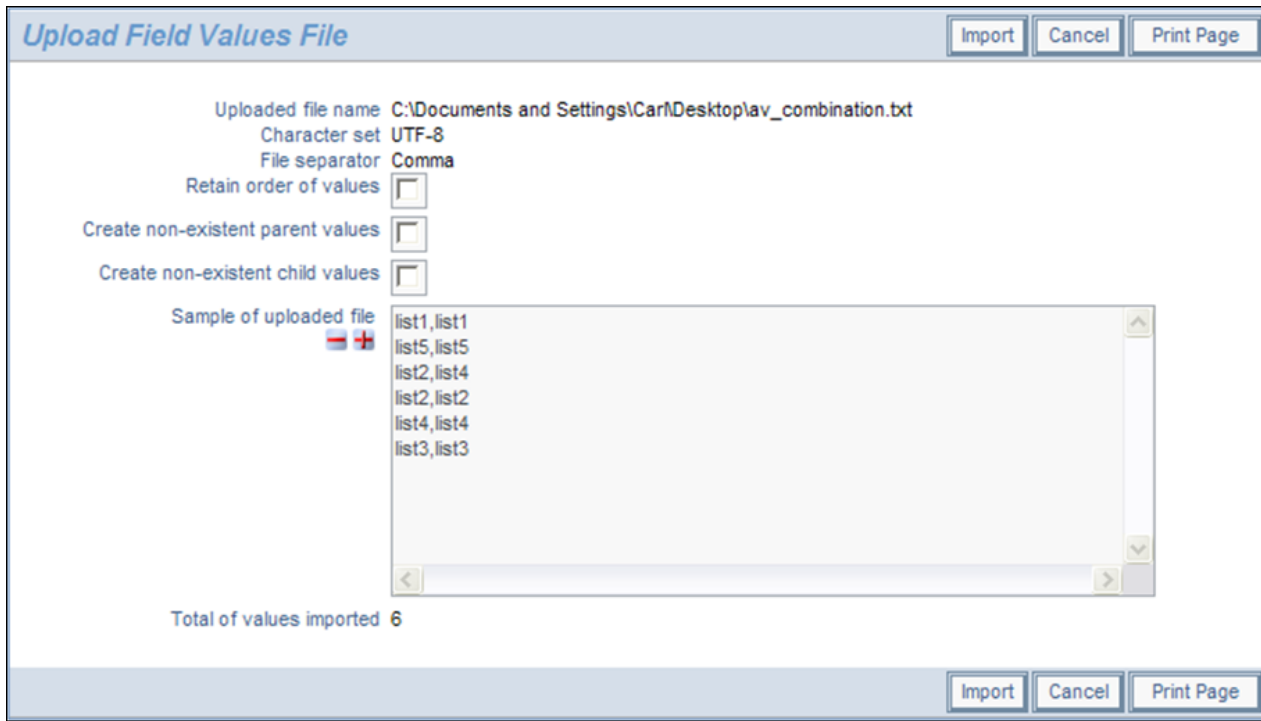 Upload Field Values File
Import Cancel Print Page
Uploaded file name C:\Documents and Settings\Carl\Desktop\av_combination.txt
Character set UTF-8
File separator Comma
Retain order of values
Create non-existent parent values
Create non-existent child values
Sample of uploaded file
list1,list1
list5,list5
list2,list4
list2,list2
list4,list4
list3,list3
Total of values imported 6
Import Cancel Print Page